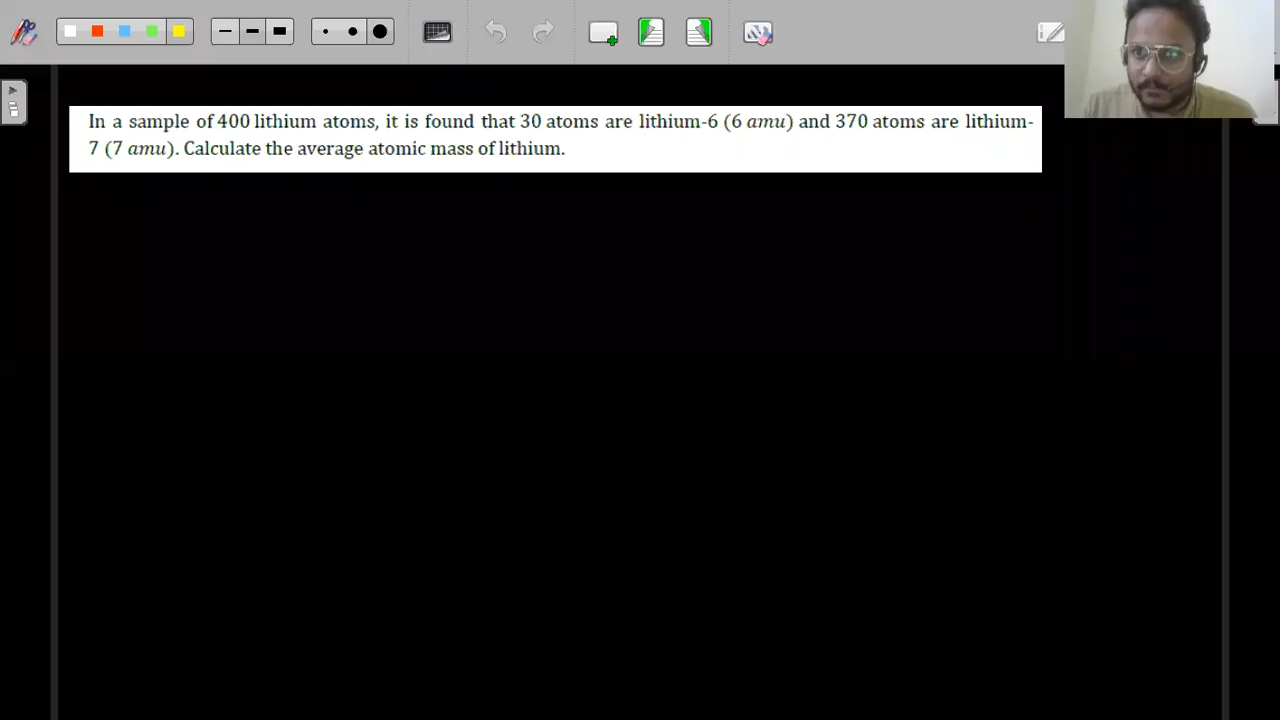 In a sample of 400 lithium atoms, it is found that 30 atoms are lithium-6 (6 amu) and 370 atoms are lithium-
7 (7 amu). Calculate the average atomic mass of lithium.